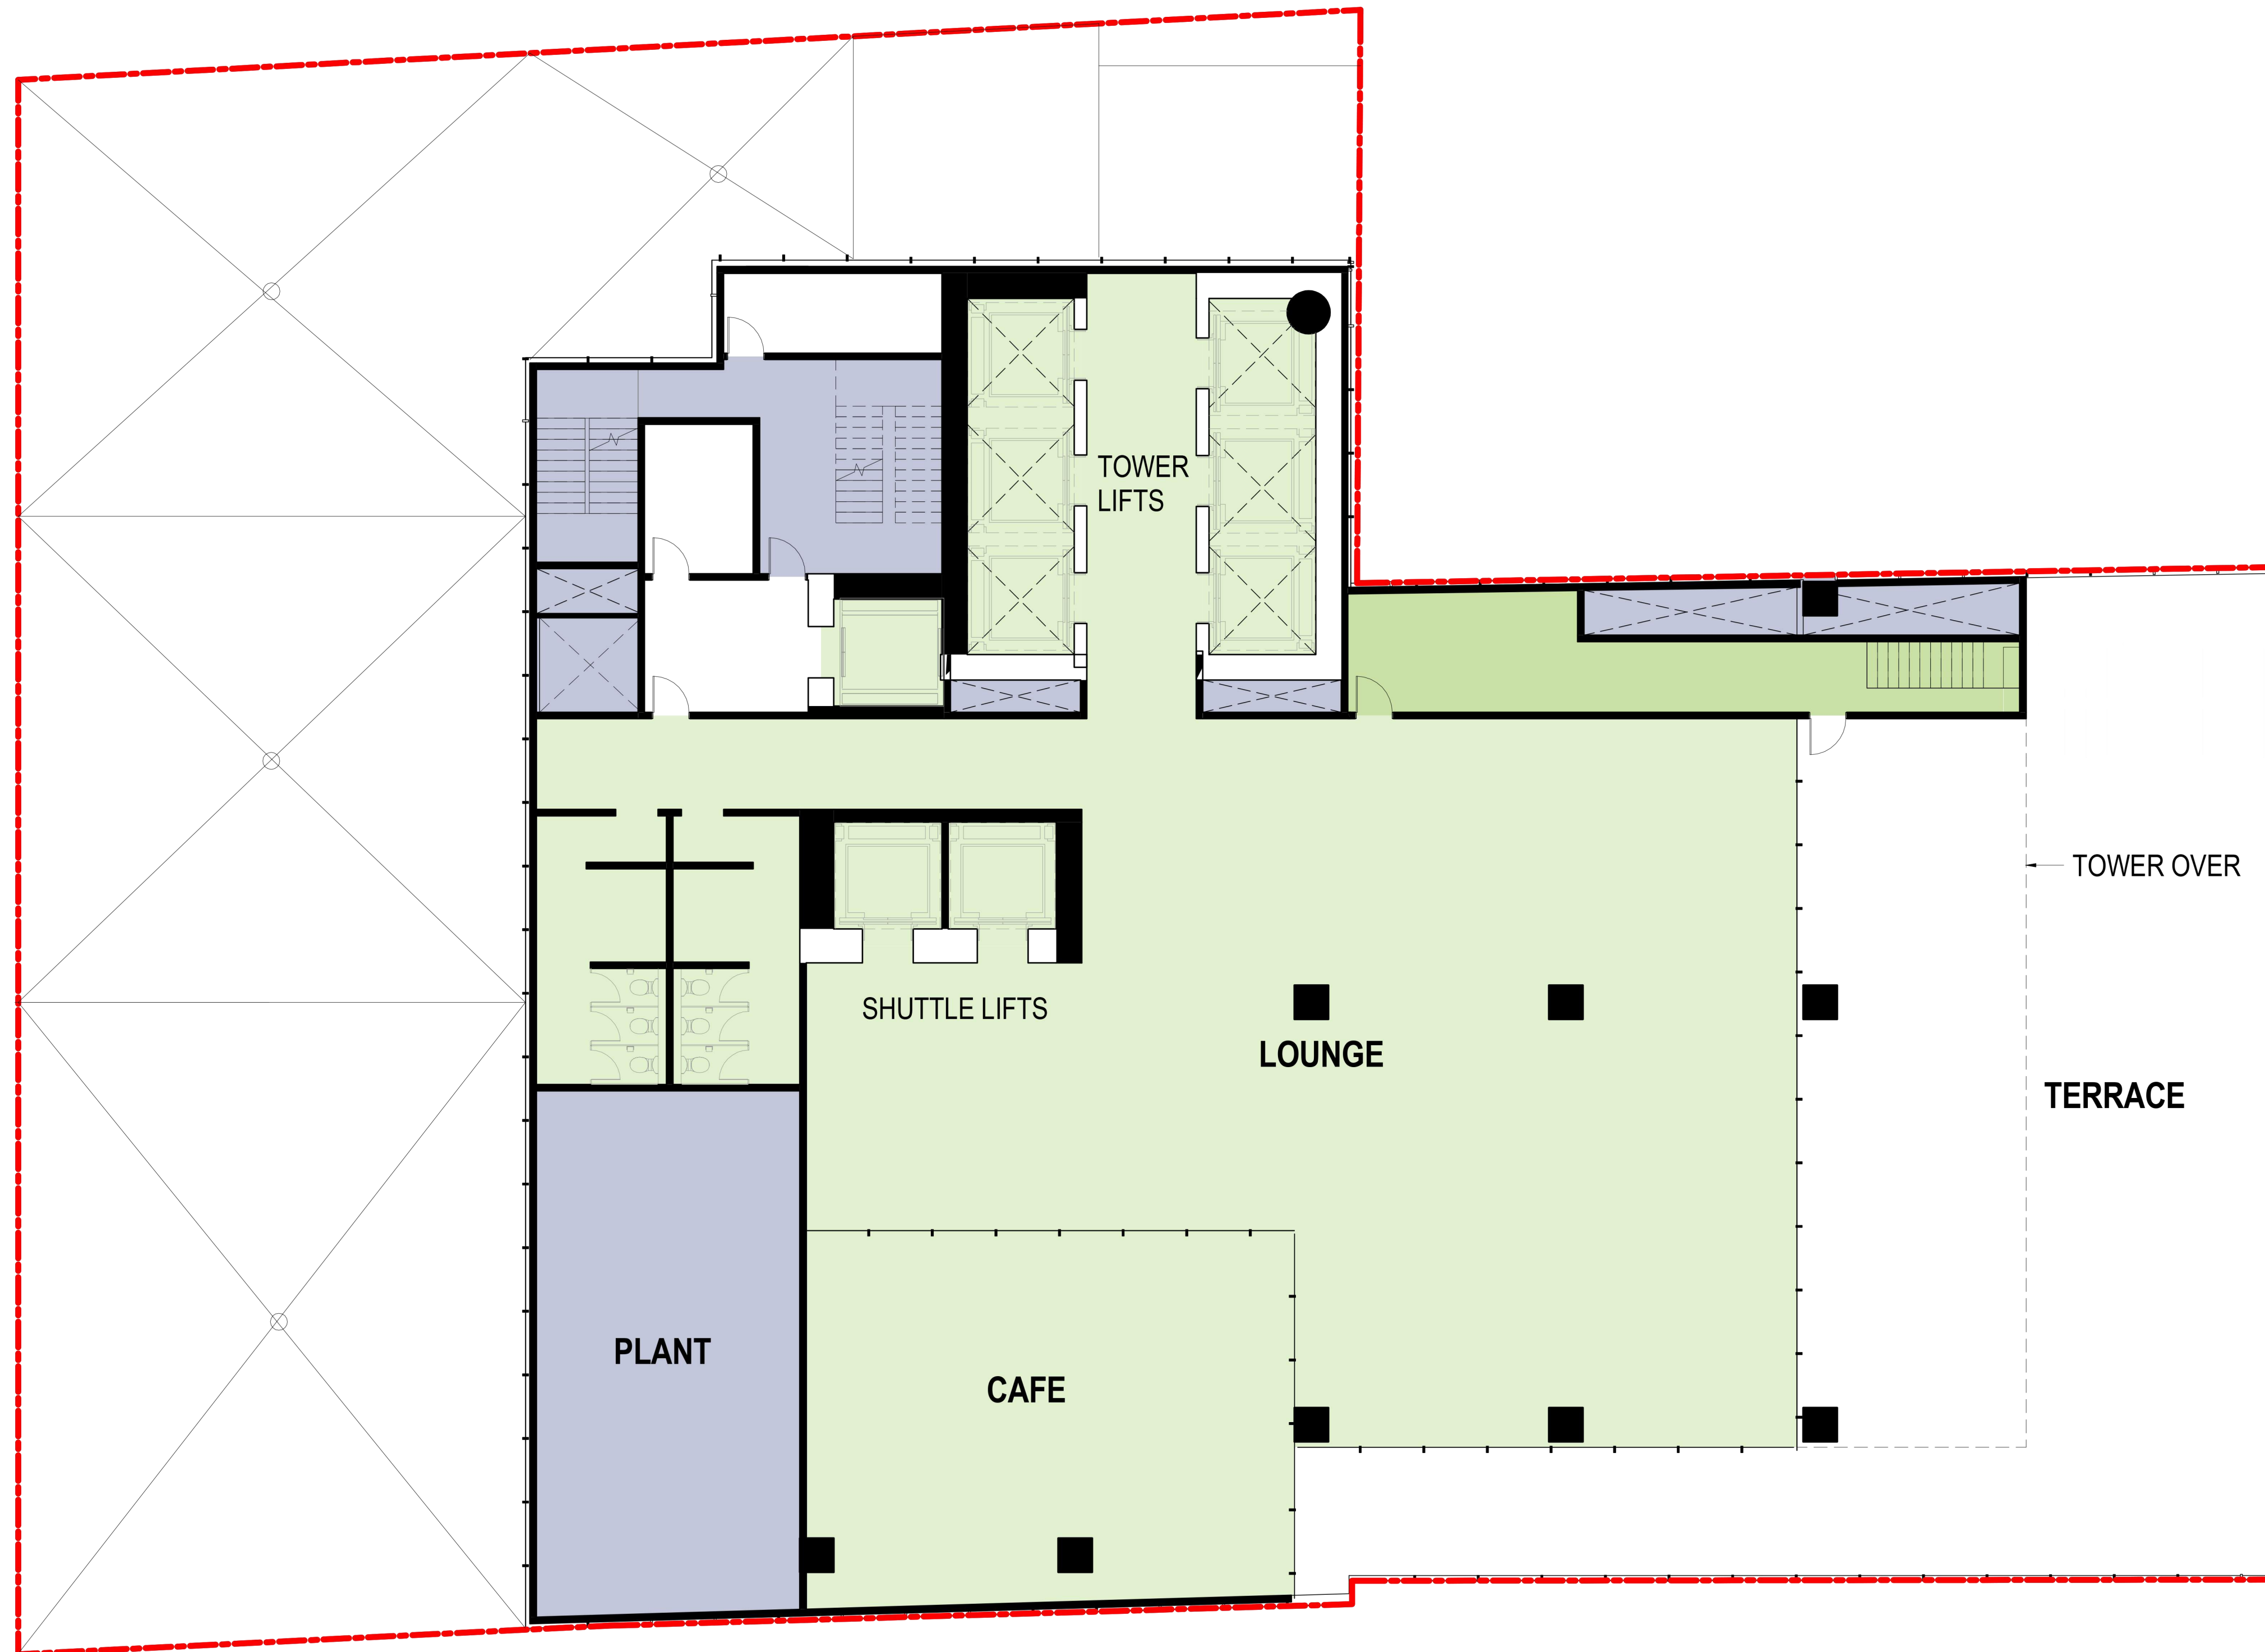 TOWER
LIFTS
TOWER OVER
SHUTTLE LIFTS
LOUNGE
TERRACE
PLANT
CAFE